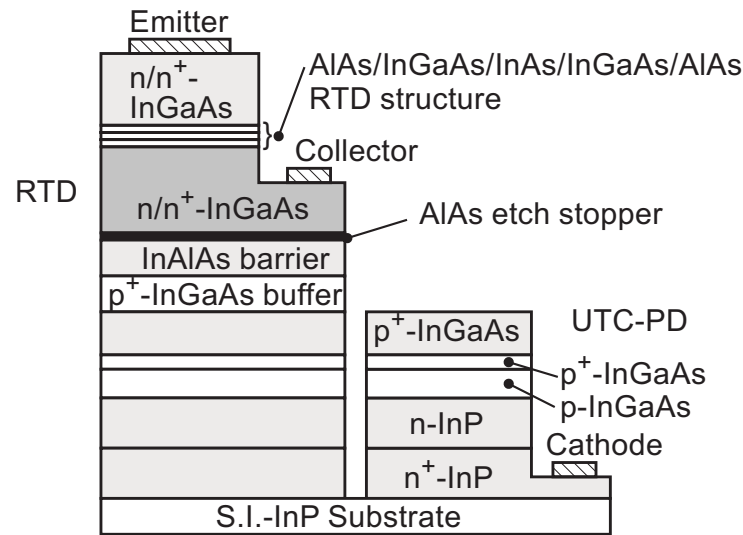 Emitter
n/n+-
InGaAs
AlAs/InGaAs/InAs/InGaAs/AlAs
RTD structure
Collector
RTD
n/n+-InGaAs
AlAs etch stopper
InAlAs barrier
p+-InGaAs buffer
p+-InGaAs
UTC-PD
p+-InGaAs
p-InGaAs
n-InP
Cathode
n+-InP
S.I.-InP Substrate